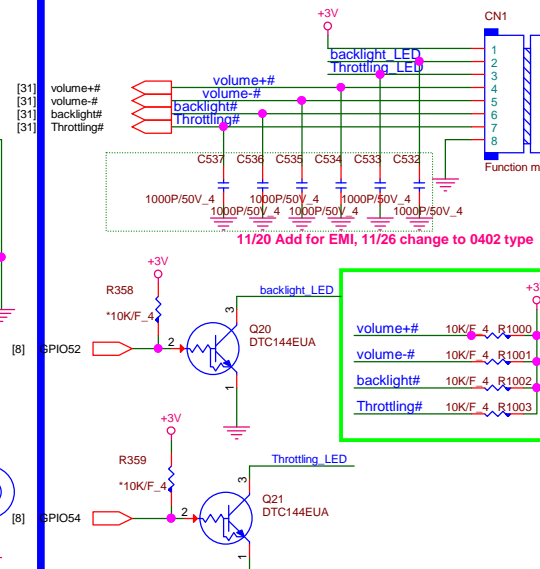 +3V
CN1
backlight_LED
Throttling_LED
1
2
3
4
5
6
7
8
[31] volume+# volume+#
[31] volume-# volume-#
[31] backlight# backlight#
[31] Throttling# Throttling#
C537 C536 C535 C534 C533 C532
1000P/50V_4 1000P/50V_4 1000P/50V_4
1000P/50V_4 1000P/50V_4 1000P/50V_4
Function m
11/20 Add for EMI, 11/26 change to 0402 type
+3V
R358
*10K/F_4
backlight_LED
3
[8] GPIO52
2
Q20
DTC144EUA
1
+3
volume+# 10K/F_4 R1000
volume-# 10K/F_4 R1001
backlight# 10K/F_4 R1002
Throttling# 10K/F_4 R1003
+3V
R359
*10K/F_4
Throttling_LED
3
[8] GPIO54
2
Q21
DTC144EUA
1